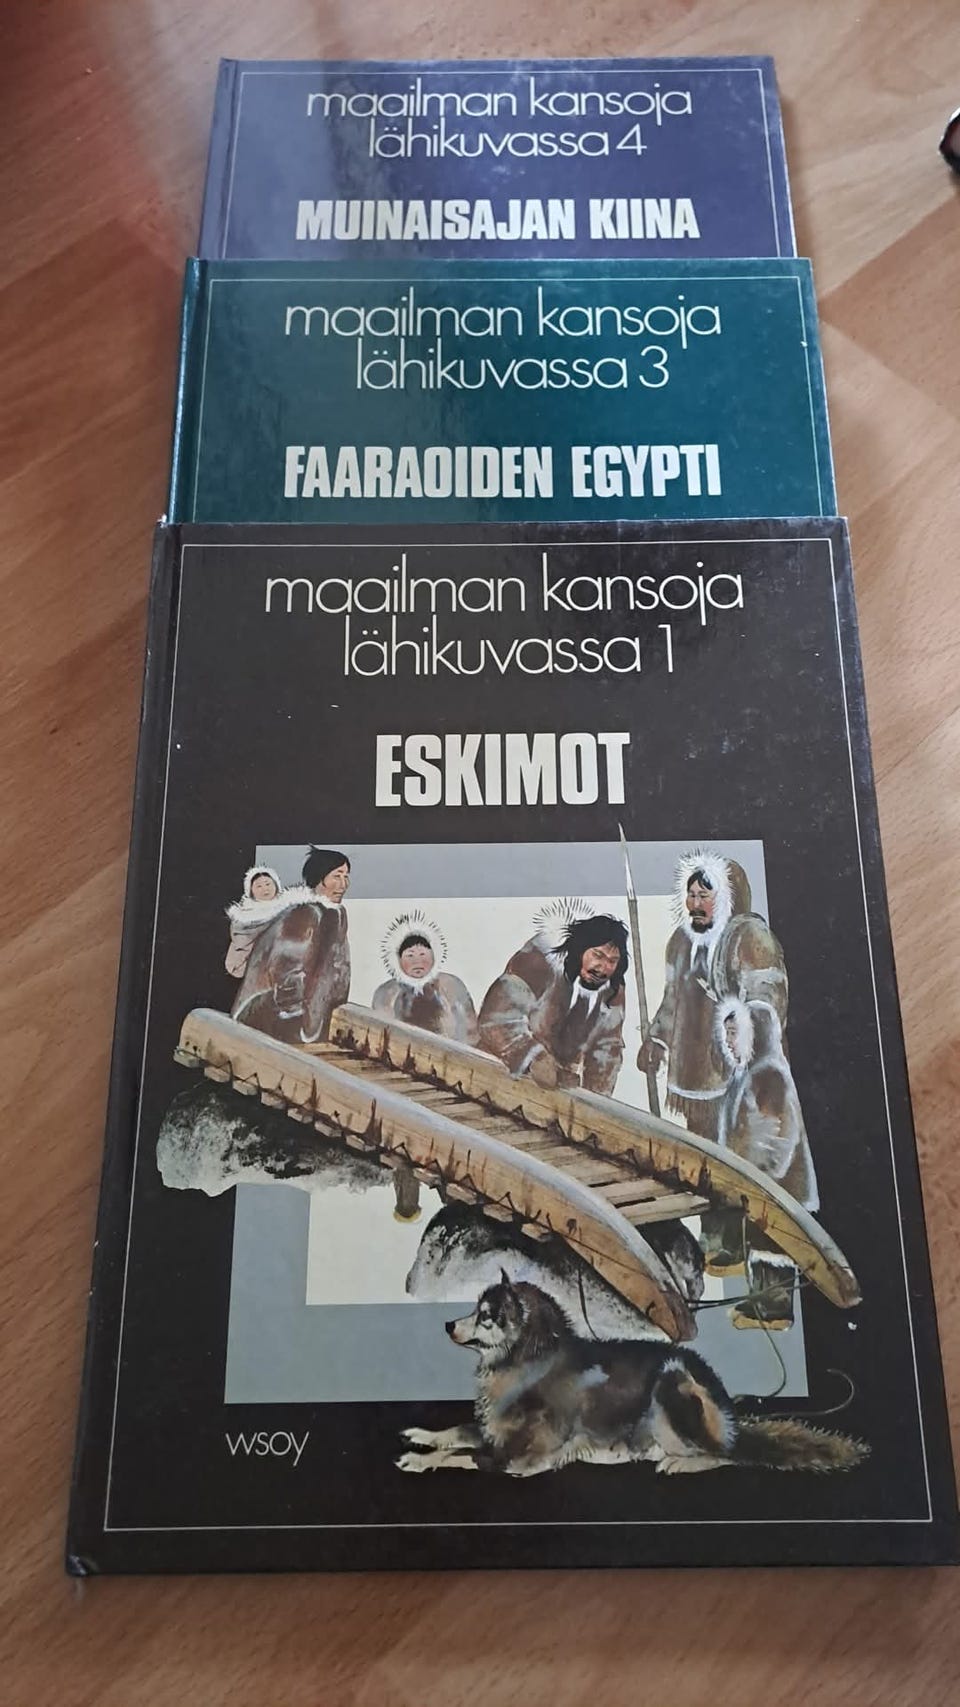 maailman kansoja
lähikuvassa 4
MUINAISAJAN KIINA
maailman kansoja
lähikuvassa 3
FAARAOIDEN EGYPTI
maailman kansoja
lähikuvassa 1
ESKIMOT
wsoy